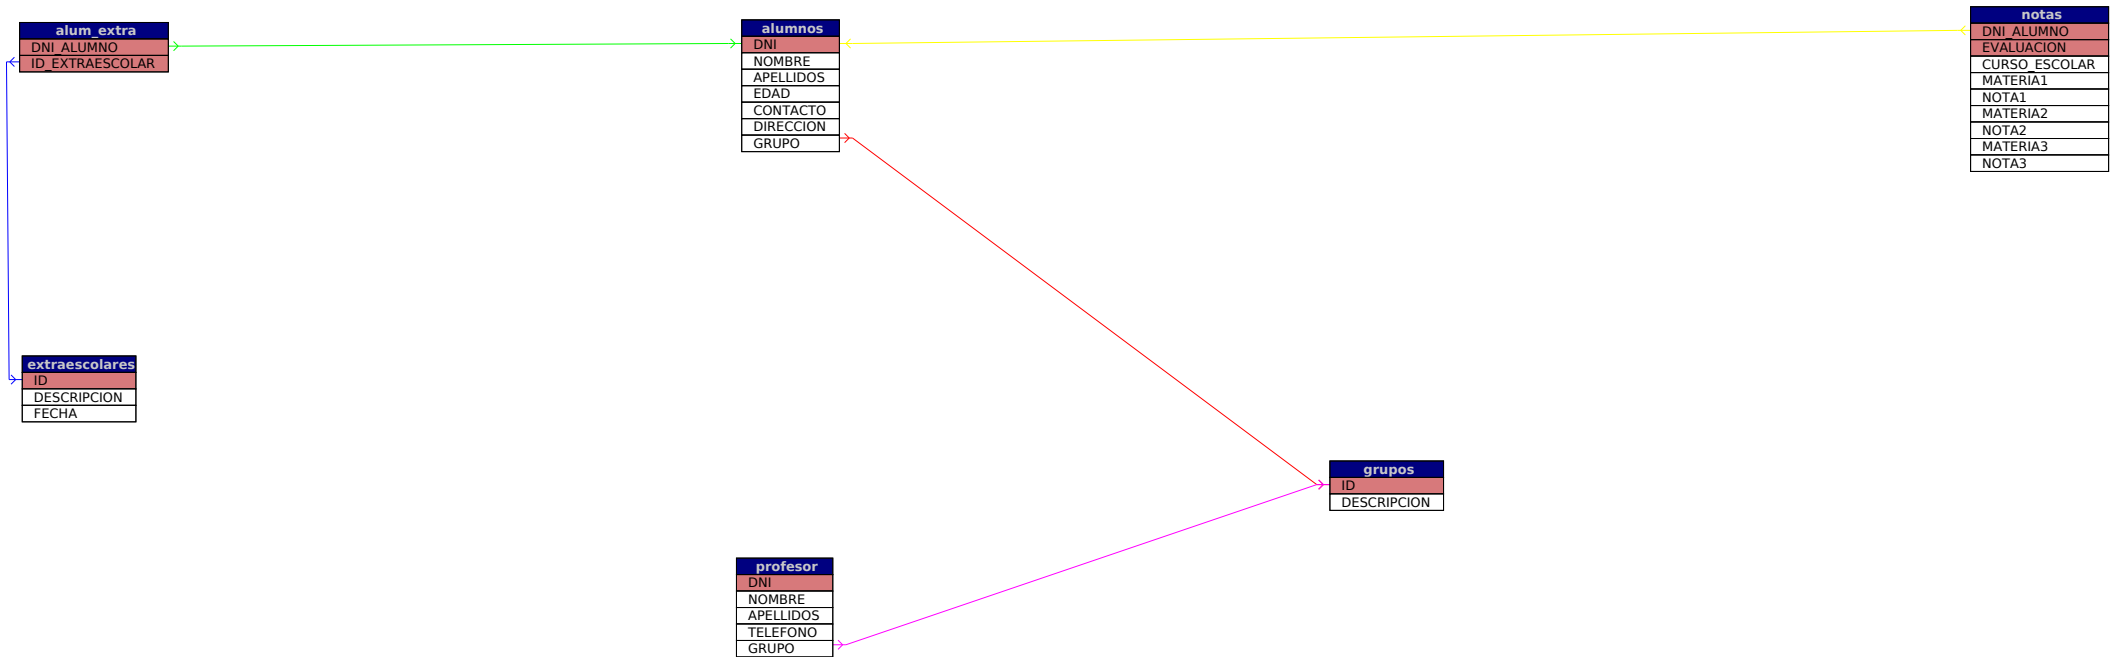 alum_extra
DNI_ALUMNO
ID_EXTRAESCOLAR
alumnos
DNI
NOMBRE
APELLIDOS
EDAD
CONTACTO
DIRECCION
GRUPO
notas
DNI_ALUMNO
EVALUACION
CURSO_ESCOLAR
MATERIA1
NOTA1
MATERIA2
NOTA2
MATERIA3
NOTA3
extraescolares
ID
DESCRIPCION
FECHA
grupos
ID
DESCRIPCION
profesor
DNI
NOMBRE
APELLIDOS
TELEFONO
GRUPO